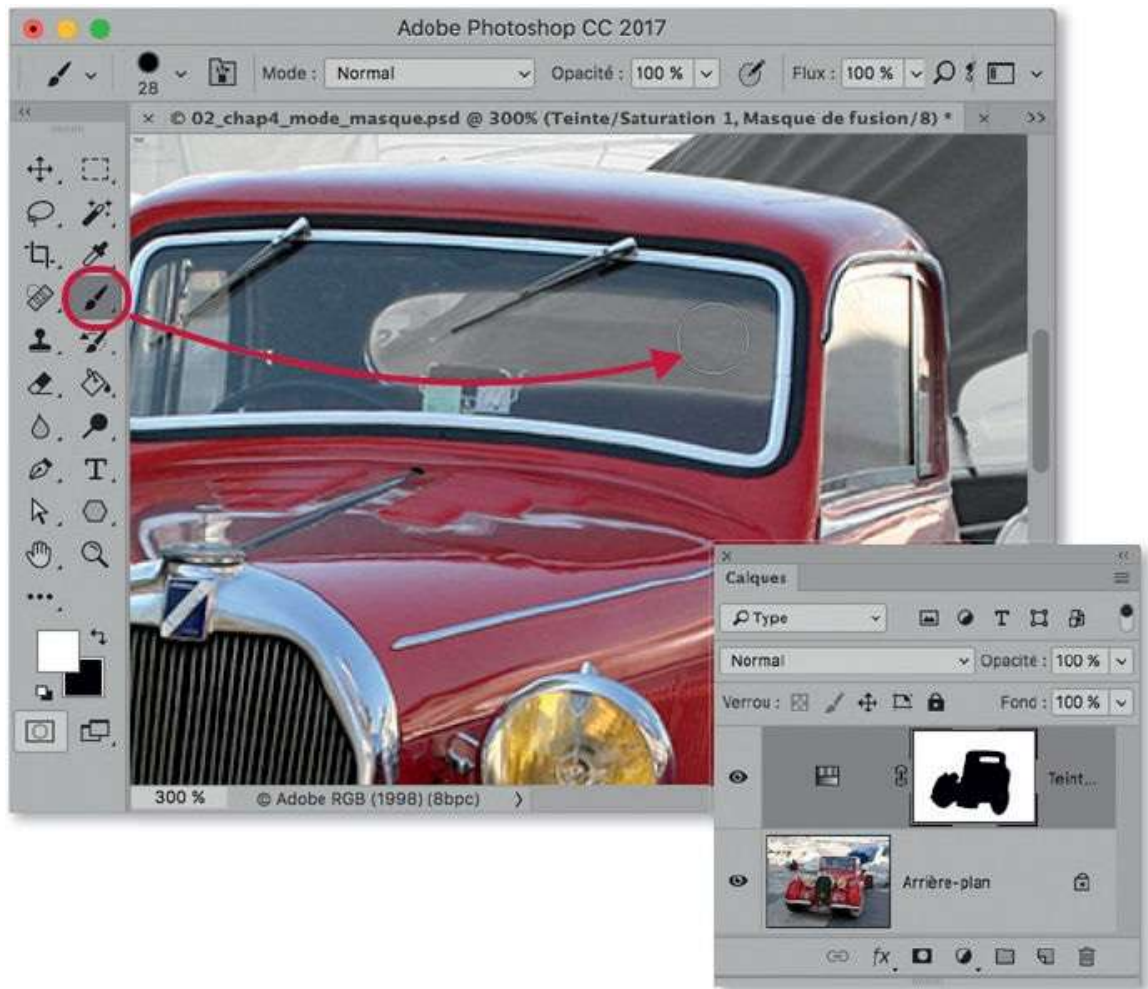 Adobe Photoshop CC 2017
28 Mode : Normal Opacité : 100 % Flux : 100 %
× © 02_chap4_mode_masque.psd @ 300% (Teinte/Saturation 1, Masque de fusion/8) * × >>
T
300 % © Adobe RGB (1998) (8bpc) >
Calques
Type T
Normal Opacité : 100 %
Verrou : Fond : 100 %
Teint...
Arrière-plan
fx